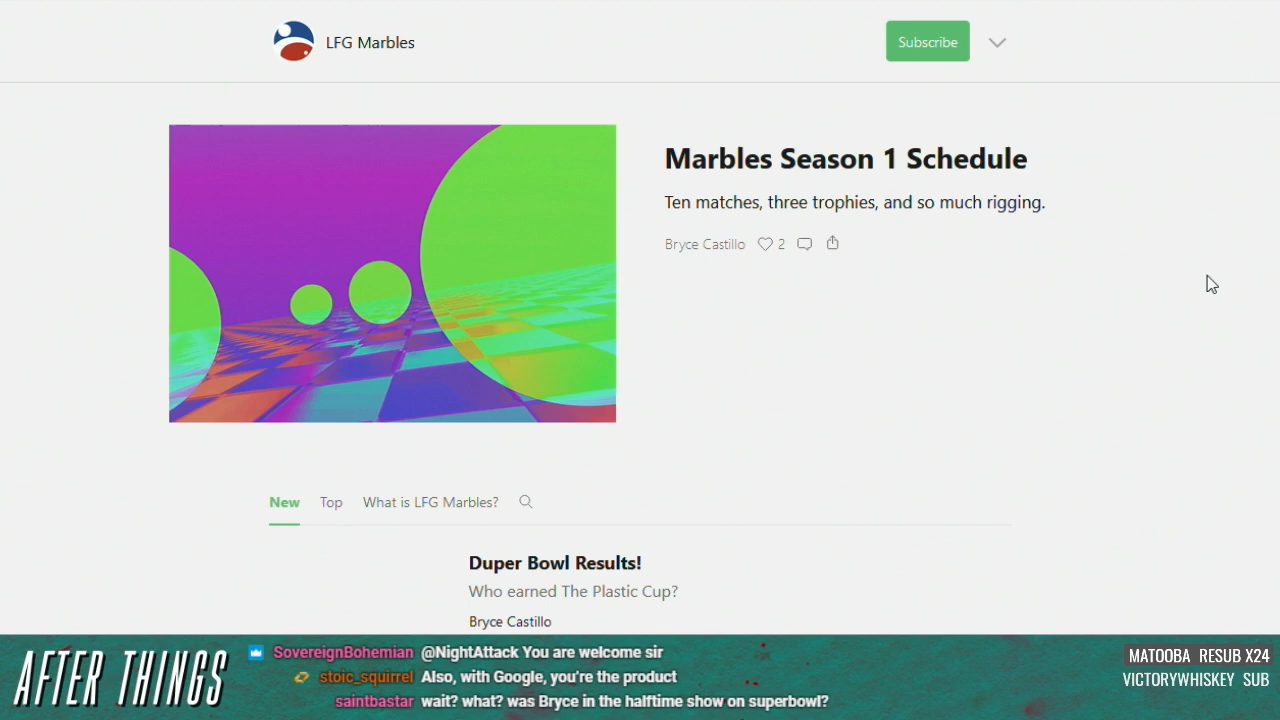 LFG Marbles
Subscribe
Marbles Season 1 Schedule
Ten matches, three trophies, and so much rigging.
Bryce Castillo 2
New Top What is LFG Marbles?
Duper Bowl Results!
Who earned The Plastic Cup?
Bryce Castillo
AFTER THINGS
SovereignBohemian @NightAttack You are welcome sir
stoic_squirrel Also, with Google, you're the product
saintbastar wait? what? was Bryce in the halftime show on superbowl?
MATOOBA RESUB X24
VICTORYWHISKEY SUB